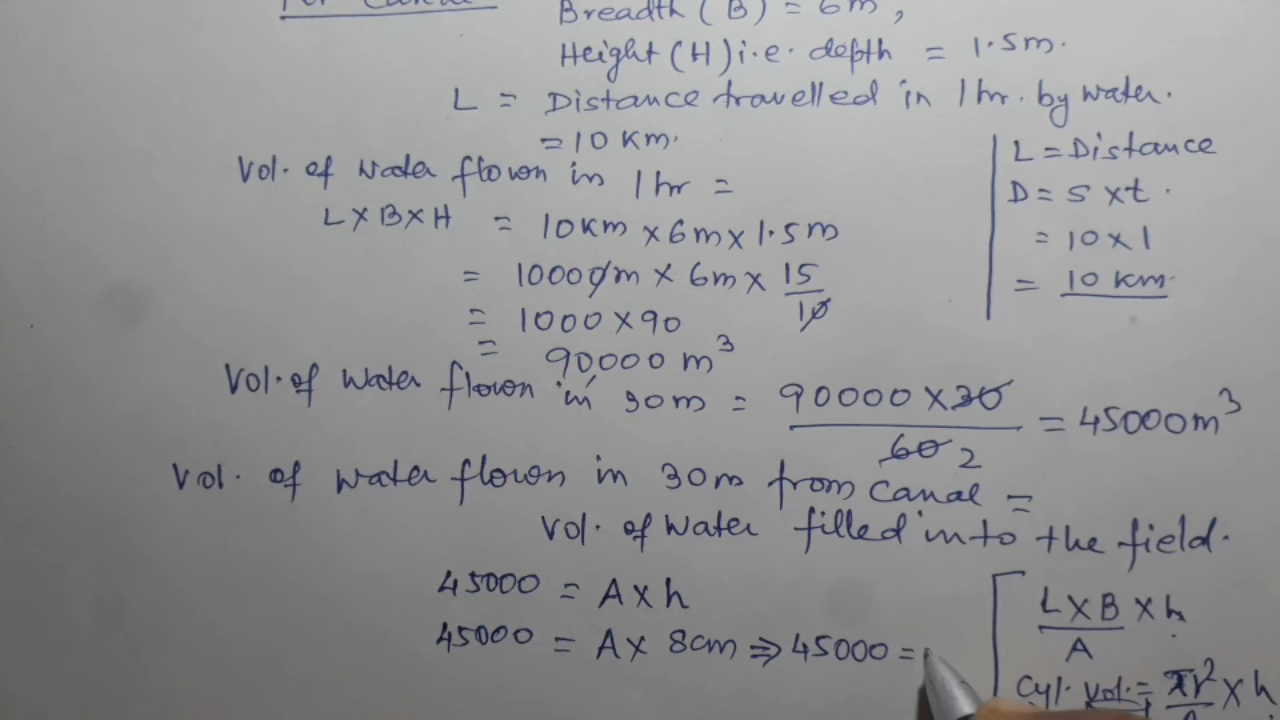 For Canal
Breadth (B) = 6m,
Height (H) i.e. depth = 1.5m.
L = Distance travelled in 1hr. by water.
= 10 Km.
Vol. of water flown in 1hr =
L×B×H = 10Km × 6m × 1.5m
= 10000m × 6m × 15/10
= 1000×90
= 90000 m³
L = Distance
D = S × t.
= 10×1
= 10 Km.
Vol. of water flown in 30m = 90000×30/60 2 = 45000m³
Vol. of water flown in 30m from Canal =
Vol. of Water filled into the field.
45000 = A×h
45000 = A× 8cm ⇒ 45000 =
L×B × h
A
Cyl. Vol. = πr² × h